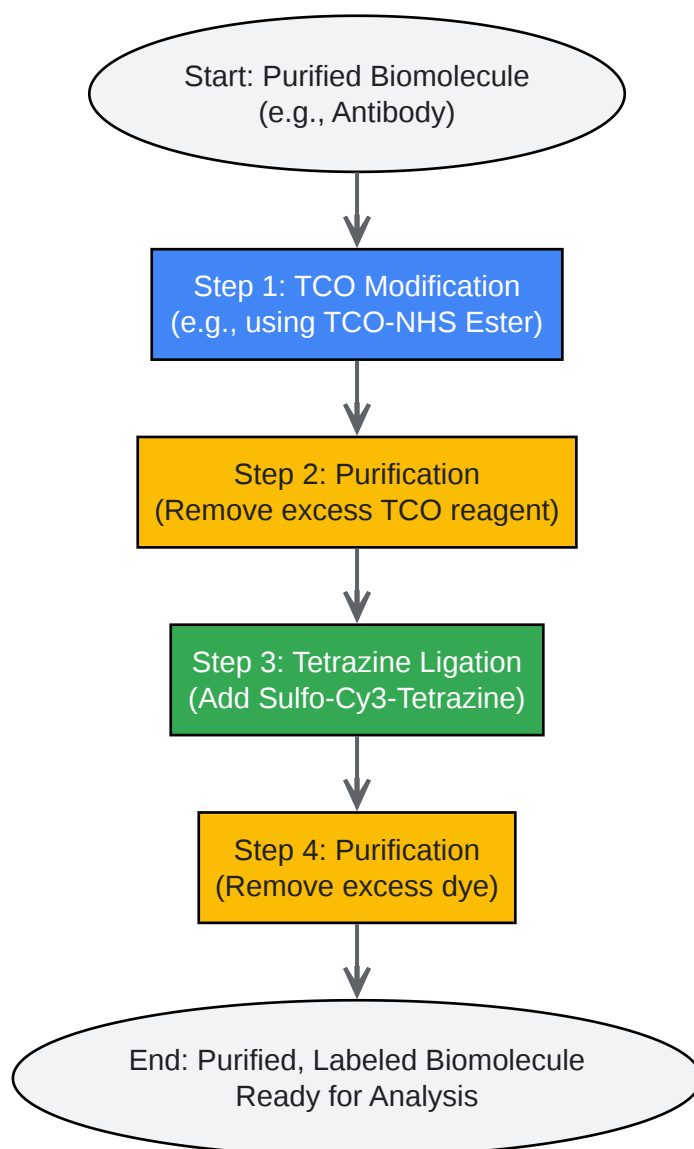 Start: Purified Biomolecule
(e.g., Antibody)
Step 1: TCO Modification
(e.g., using TCO-NHS Ester)
Step 2: Purification
(Remove excess TCO reagent)
Step 3: Tetrazine Ligation
(Add Sulfo-Cy3-Tetrazine)
Step 4: Purification
(Remove excess dye)
End: Purified, Labeled Biomolecule
Ready for Analysis